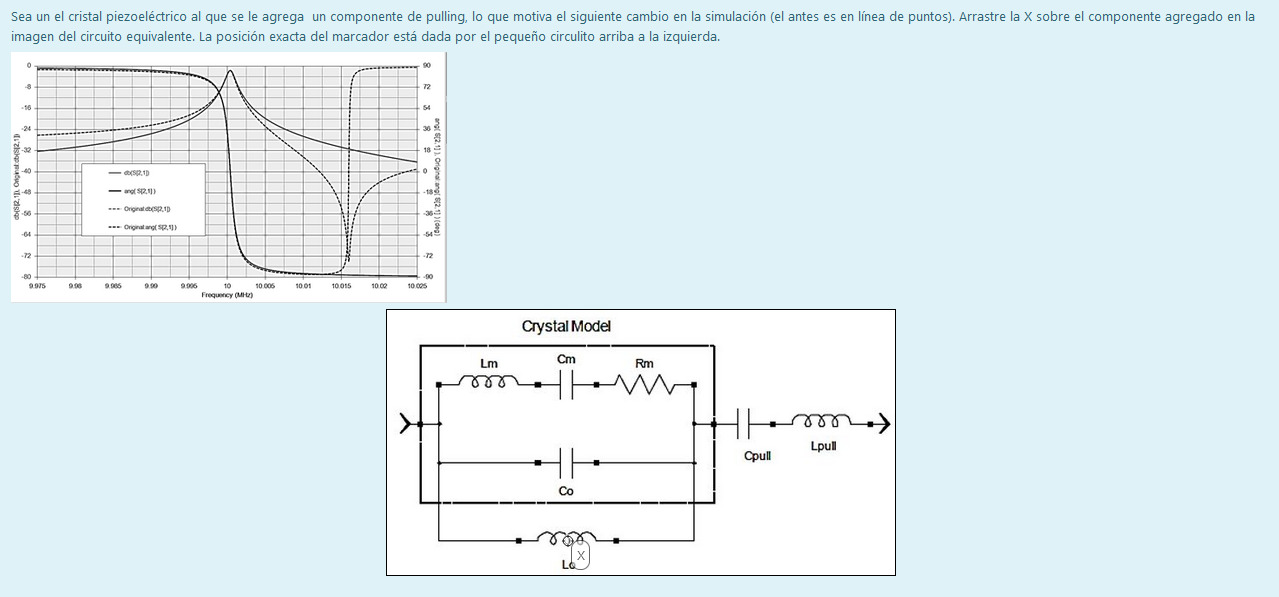 Sea un el cristal piezoeléctrico al que se le agrega un componente de pulling, lo que motiva el siguiente cambio en la simulación (el antes es en línea de puntos). Arrastre la X sobre el componente agregado en la
imagen del circuito equivalente. La posición exacta del marcador está dada por el pequeño circulito arriba a la izquierda.
0 90
-8 72
-16 54
-24 36
-32 18
-40 0
-48 -18
-56 -36
-64 -54
-72 -72
-80 -90
db(S[2,1]), Original db(S[2,1])
ang( S[2,1] ), Original ang( S[2,1] ) (deg)
db(S[2,1])
ang( S[2,1] )
Original db(S[2,1])
Original ang( S[2,1] )
9.975 9.98 9.985 9.99 9.995 10 10.005 10.01 10.015 10.02 10.025
Frequency (MHz)
Crystal Model
Lm Cm Rm
Lpull
Cpull
Co
X
Lo